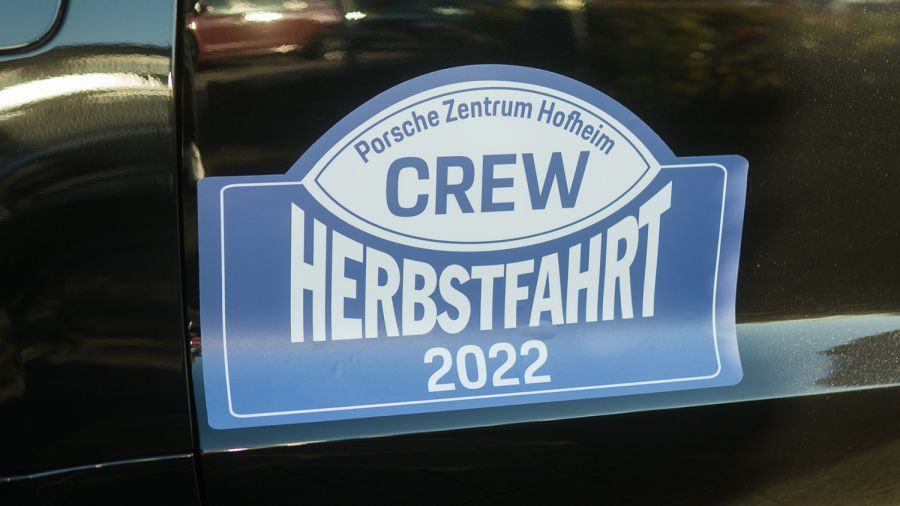 Porsche Zentrum Hofheim
CREW
HERBSTFAHRT
2022